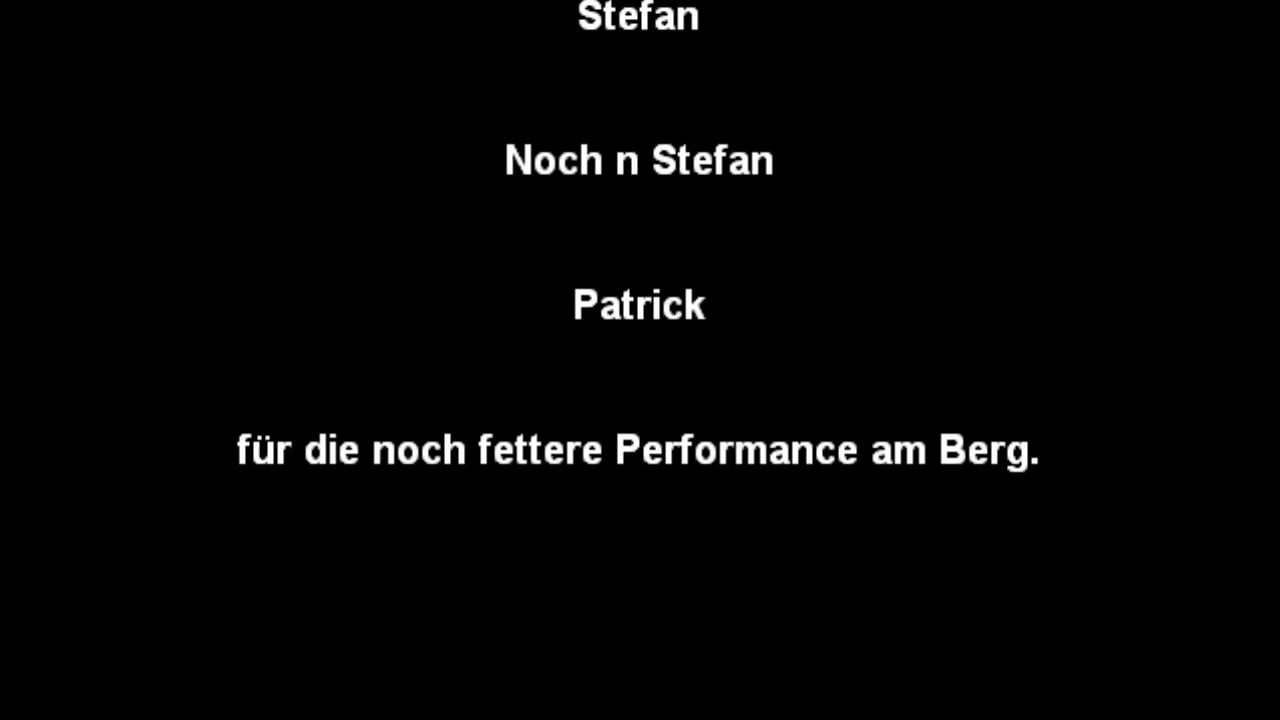 Stefan
Noch n Stefan
Patrick
für die noch fettere Performance am Berg.